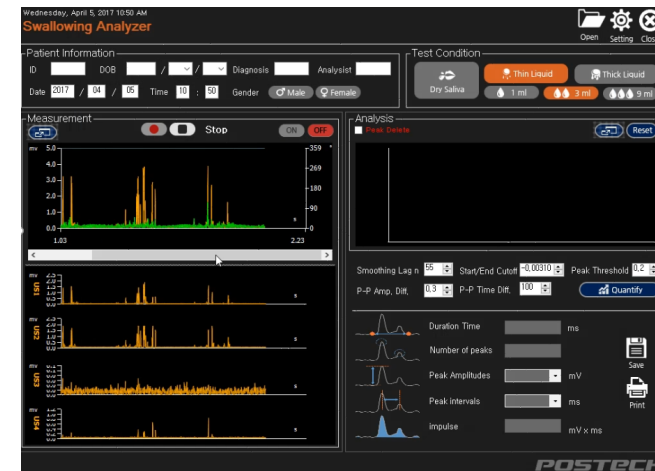 Wednesday, April 5, 2017 10:50 AM
Swallowing Analyzer
Open Setting Clos
Patient Information
ID DOB / / Diagnosis Analysist
Date 2017 / 04 / 05 Time 10 : 50 Gender Male Female
Test Condition
Dry Saliva
Thin Liquid Thick Liquid
1 ml 3 ml 9 ml
Measurement
Stop ON OFF
mv 5.0
4.0
3.0
2.0
1.0
0.0
359 °
269
180
90
0
s
1.03 2.23
mv
US1
s
mv
US2
s
mv
US3
s
mv
US4
s
Analysis
Peak Delete
Reset
Smoothing Lag n 55 Start/End Cutoff -0,00310 Peak Threshold 0,2
P-P Amp, Diff, 0,3 P-P Time Diff, 100 Quantify
Duration Time ms
Number of peaks
Peak Amplitudes mV
Peak intervals ms
impulse mV x ms
Save
Print
POSTECH